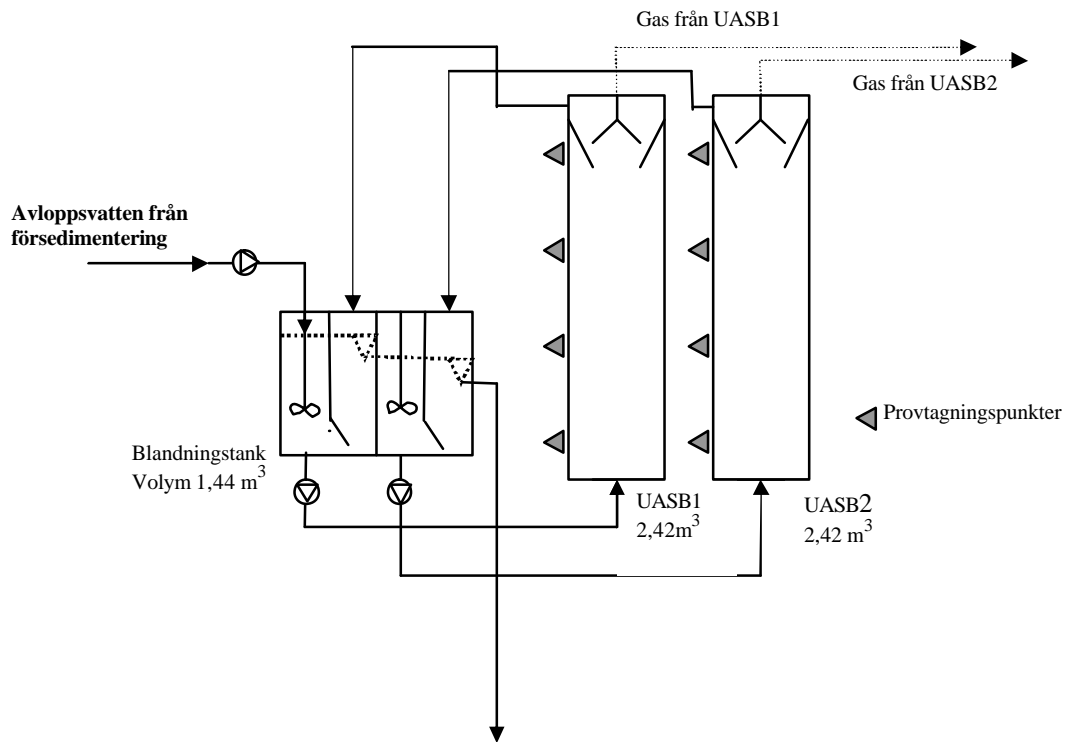 Gas från UASB1
Gas från UASB2
Avloppsvatten från
försedimentering
Provtagningspunkter
Blandningstank
Volym 1,44 m3
UASB1
2,42m3
UASB2
2,42 m3